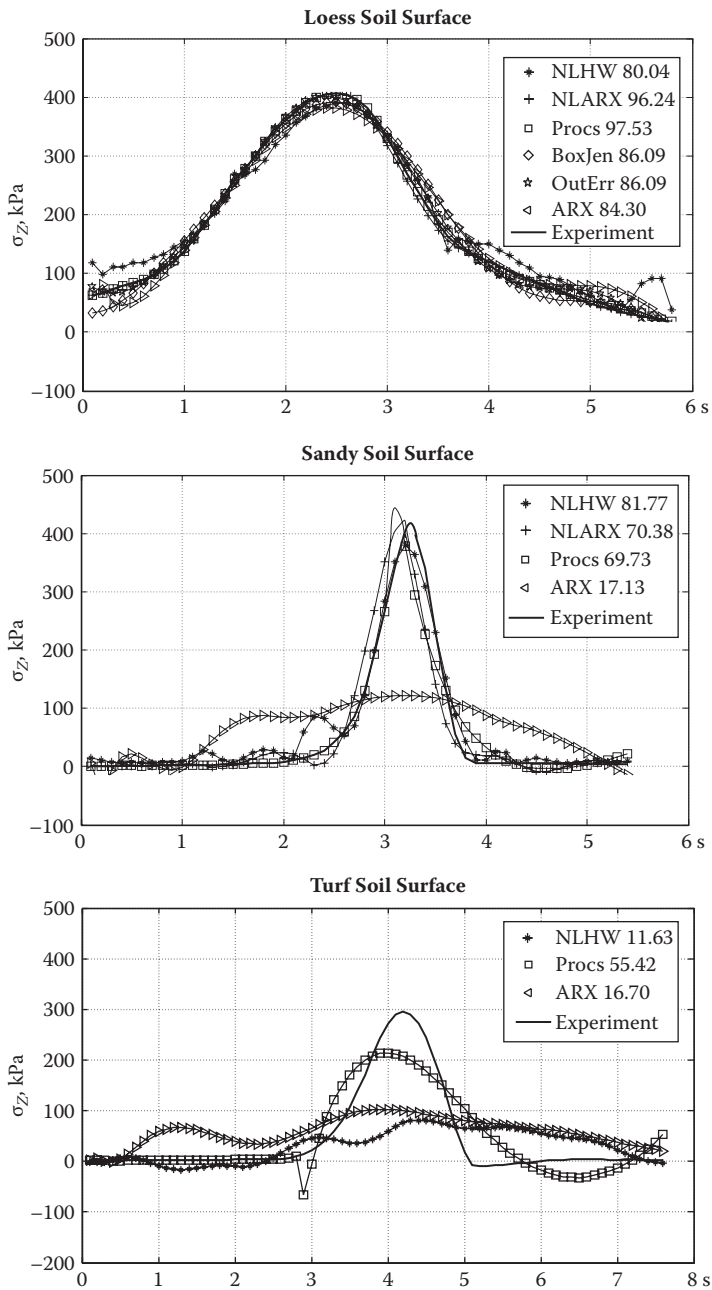 Loess Soil Surface
500
400
300
200
100
0
−100
σZ, kPa
0 1 2 3 4 5 6 s
NLHW 80.04
NLARX 96.24
Procs 97.53
BoxJen 86.09
OutErr 86.09
ARX 84.30
Experiment
Sandy Soil Surface
500
400
300
200
100
0
−100
σZ, kPa
0 1 2 3 4 5 6 s
NLHW 81.77
NLARX 70.38
Procs 69.73
ARX 17.13
Experiment
Turf Soil Surface
500
400
300
200
100
0
−100
−200
σZ, kPa
0 1 2 3 4 5 6 7 8 s
NLHW 11.63
Procs 55.42
ARX 16.70
Experiment